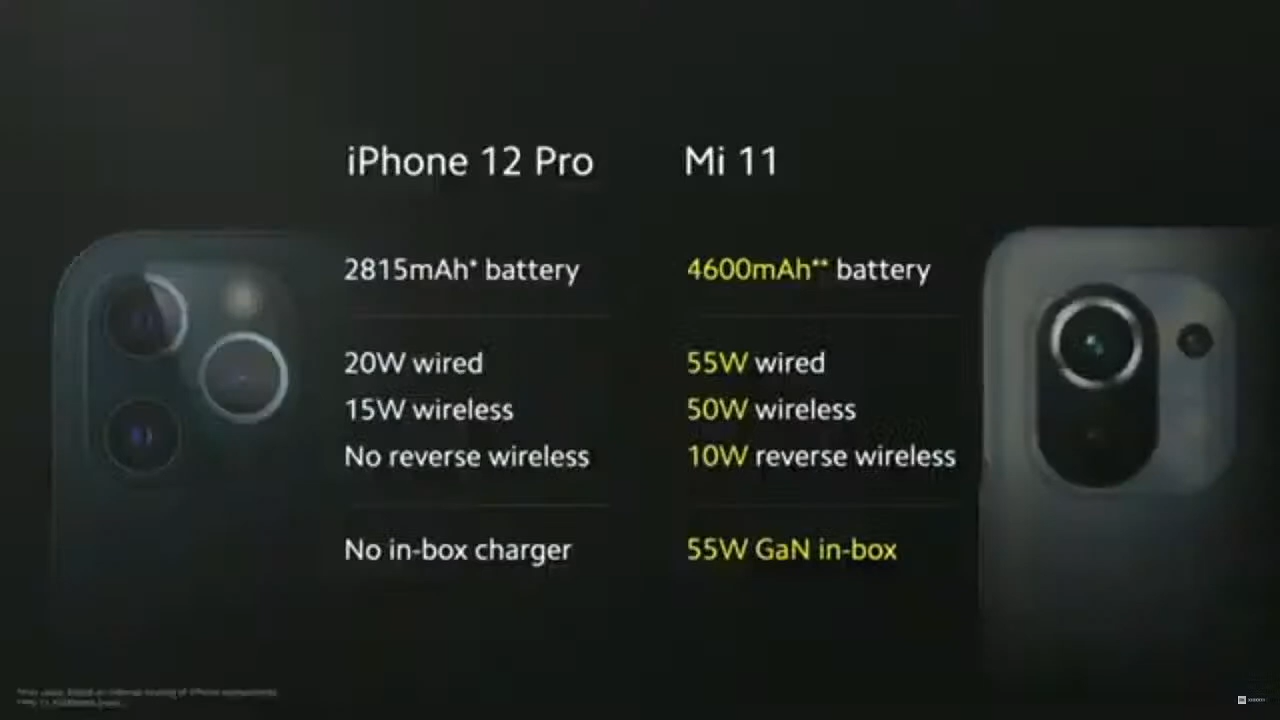 iPhone 12 Pro
2815mAh* battery
20W wired
15W wireless
No reverse wireless
No in-box charger
Mi 11
4600mAh** battery
55W wired
50W wireless
10W reverse wireless
55W GaN in-box
xiaomi